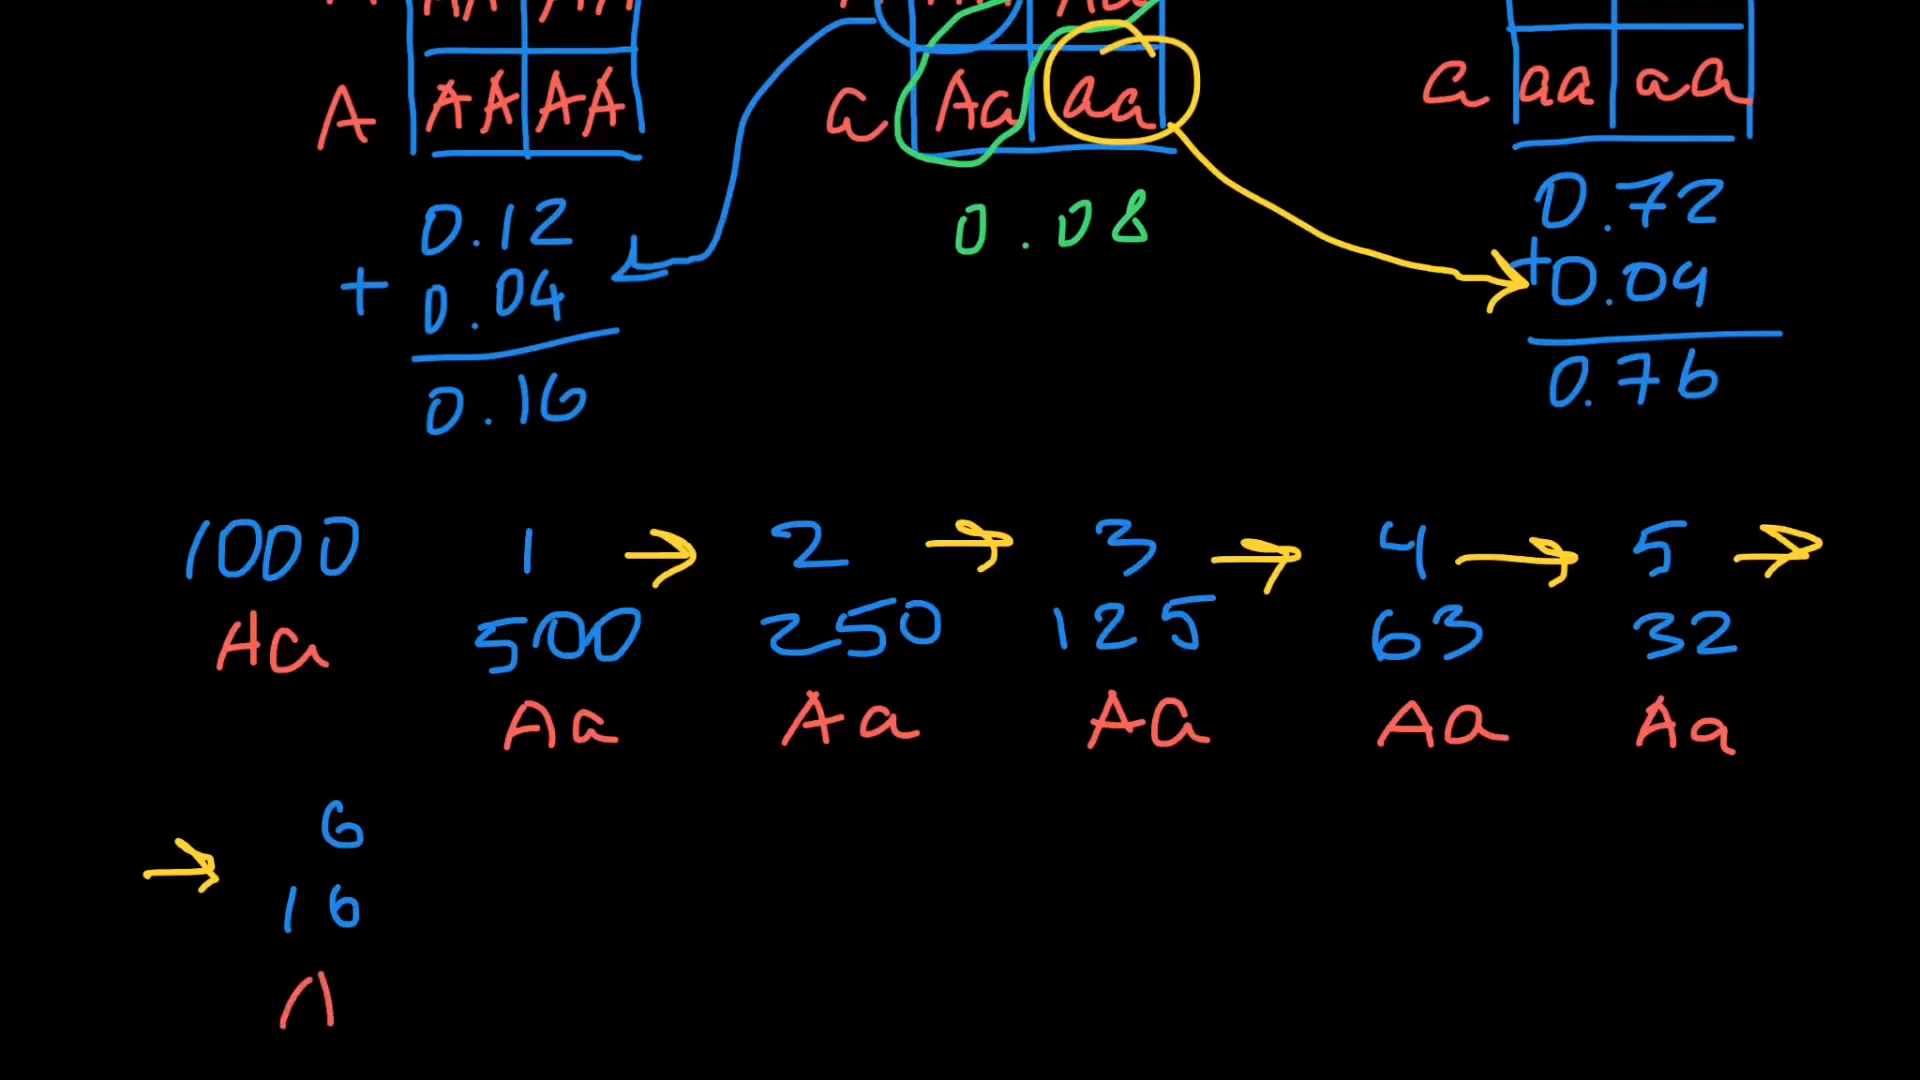 A AA AA a Aa aa a aa aa
0.12 0.08 0.72
+ 0.04 + 0.04
0.16 0.76
1000 1 → 2 → 3 → 4 → 5 →
Aa 500 250 125 63 32
Aa Aa Aa Aa Aa
→ 6
16